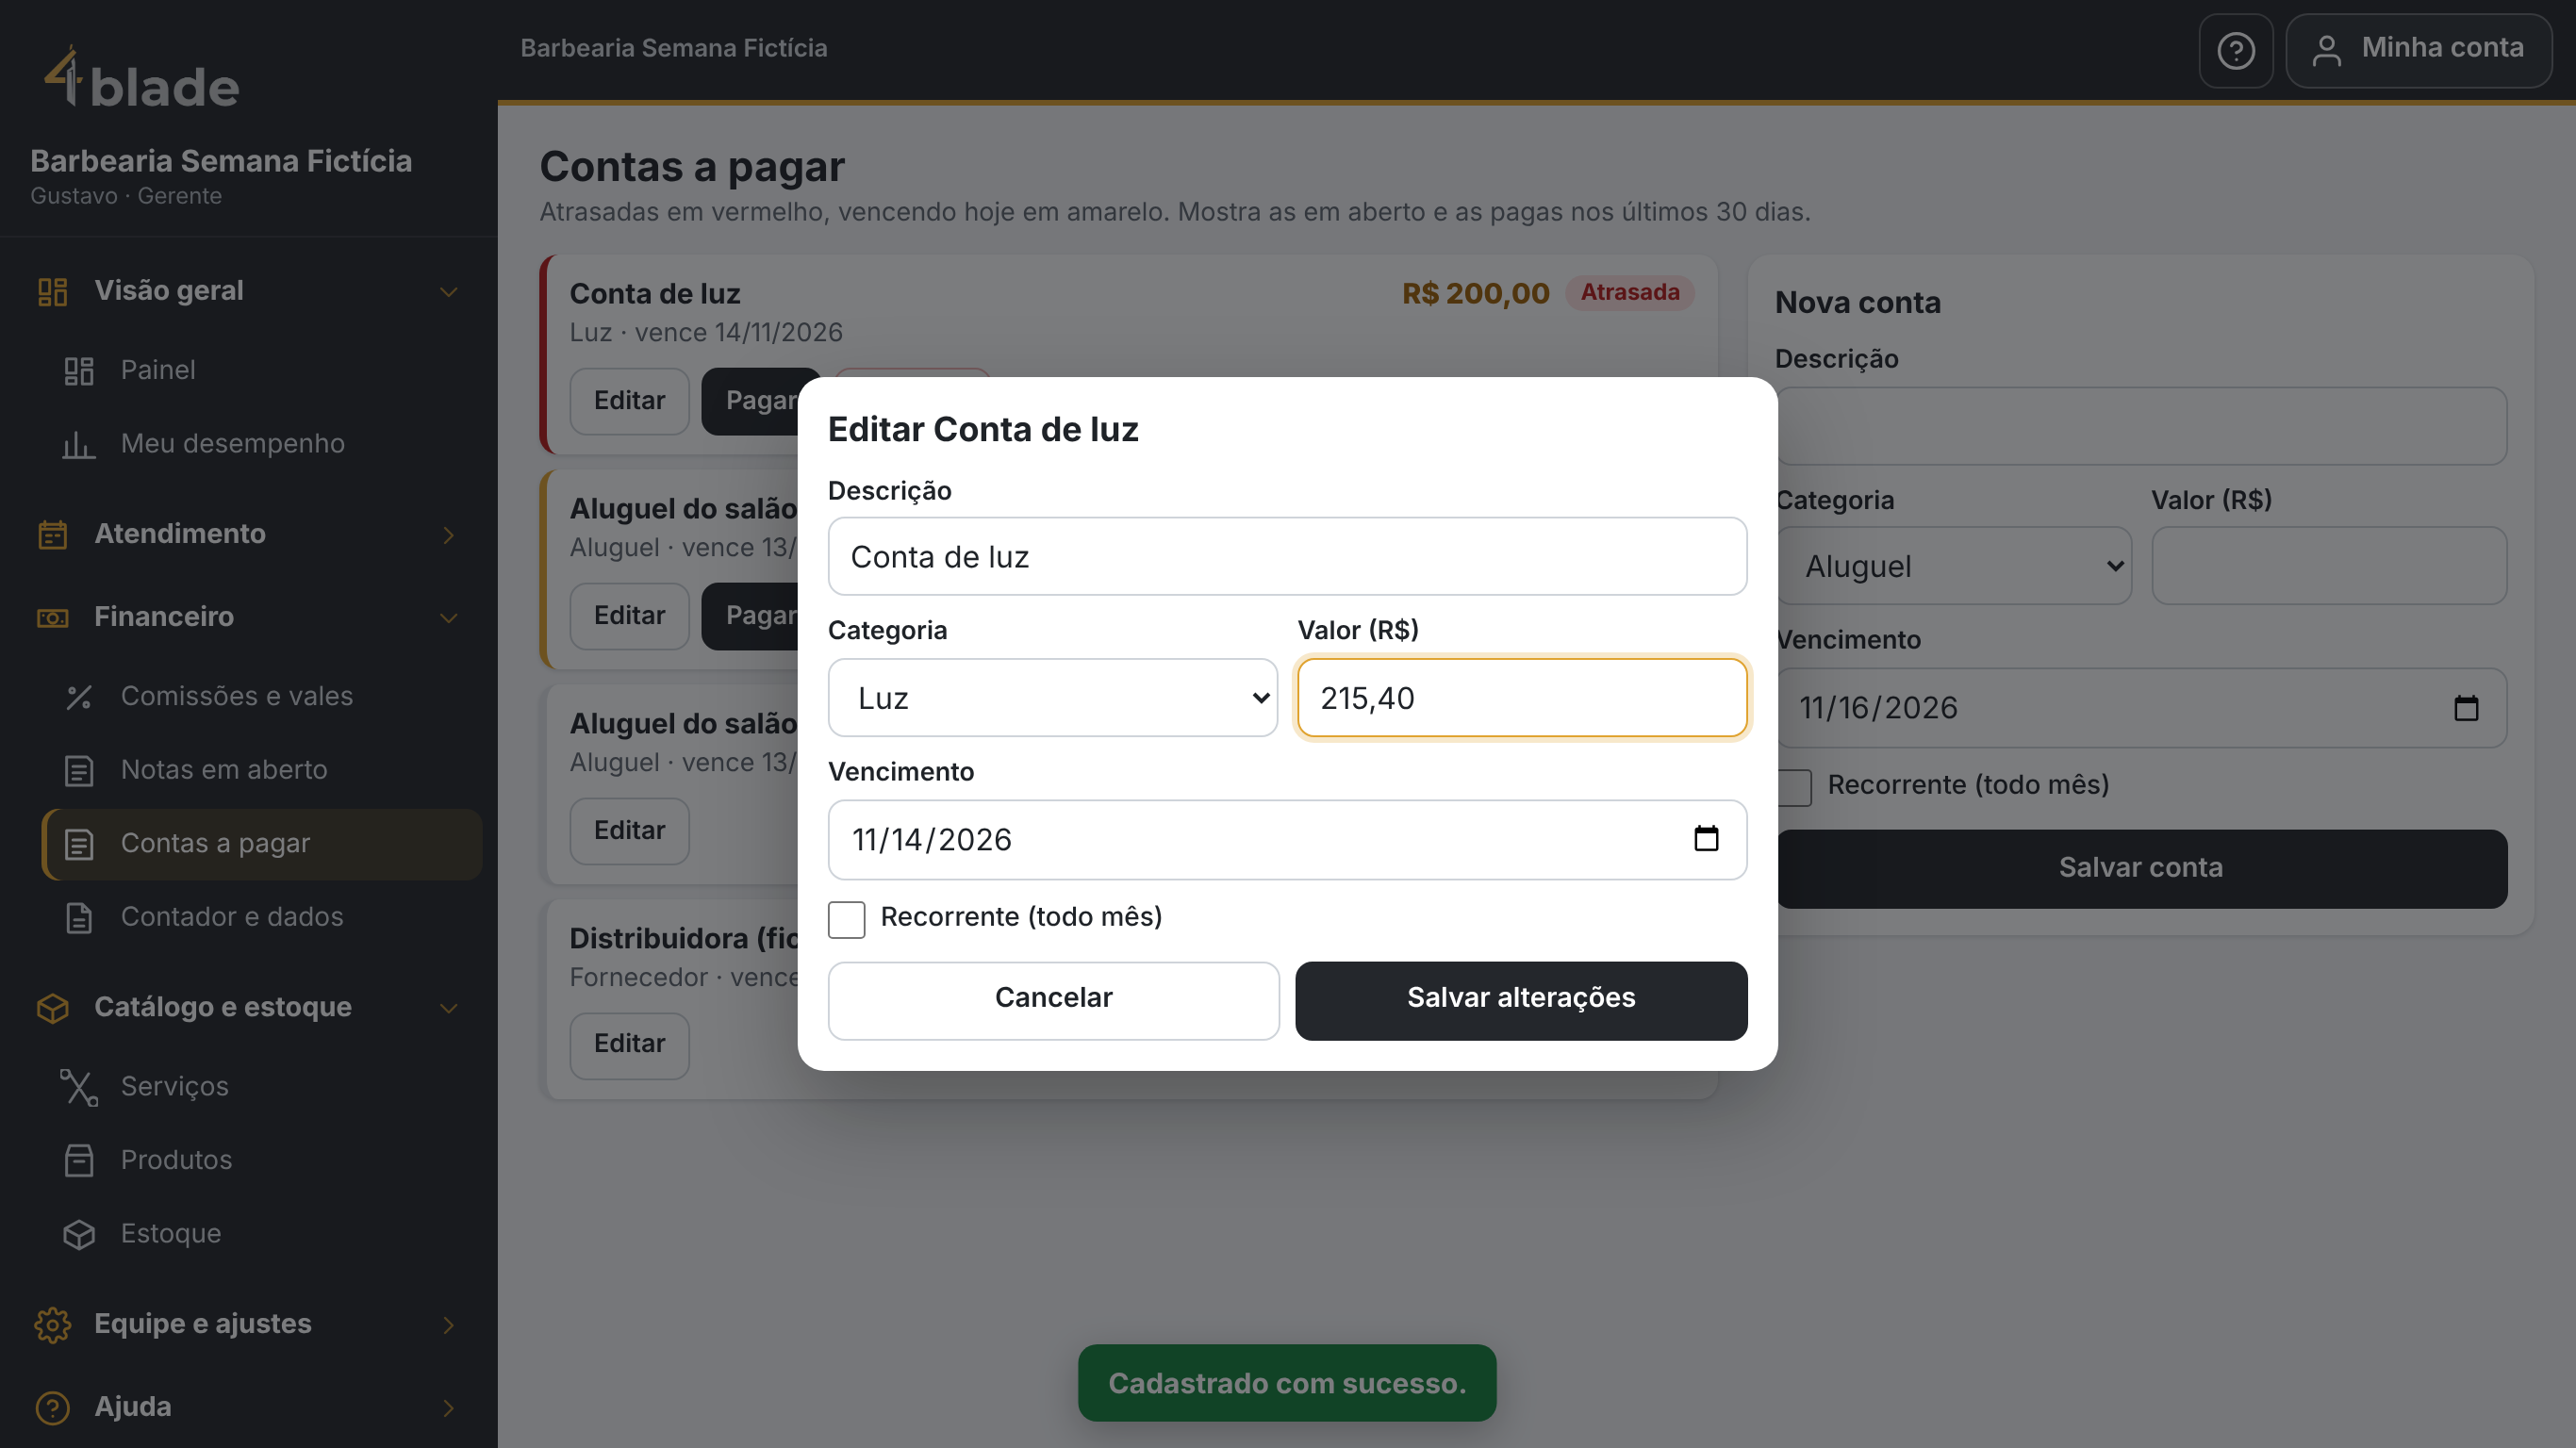 4blade
Barbearia Semana Fictícia
Gustavo · Gerente
Visão geral
Painel
Meu desempenho
Atendimento
Financeiro
Comissões e vales
Notas em aberto
Contas a pagar
Contador e dados
Catálogo e estoque
Serviços
Produtos
Estoque
Equipe e ajustes
Ajuda
Barbearia Semana Fictícia
Minha conta
Contas a pagar
Atrasadas em vermelho, vencendo hoje em amarelo. Mostra as em aberto e as pagas nos últimos 30 dias.
Conta de luz
R$ 200,00 Atrasada
Luz · vence 14/11/2026
Editar Pagar
Aluguel do salão
Aluguel · vence 13/
Editar Pagar
Aluguel do salão
Aluguel · vence 13/
Editar
Distribuidora (fic
Fornecedor · vence
Editar
Nova conta
Descrição
Categoria Valor (R$)
Aluguel
Vencimento
11/16/2026
Recorrente (todo mês)
Salvar conta
Editar Conta de luz
Descrição
Conta de luz
Categoria Valor (R$)
Luz 215,40
Vencimento
11/14/2026
Recorrente (todo mês)
Cancelar Salvar alterações
Cadastrado com sucesso.